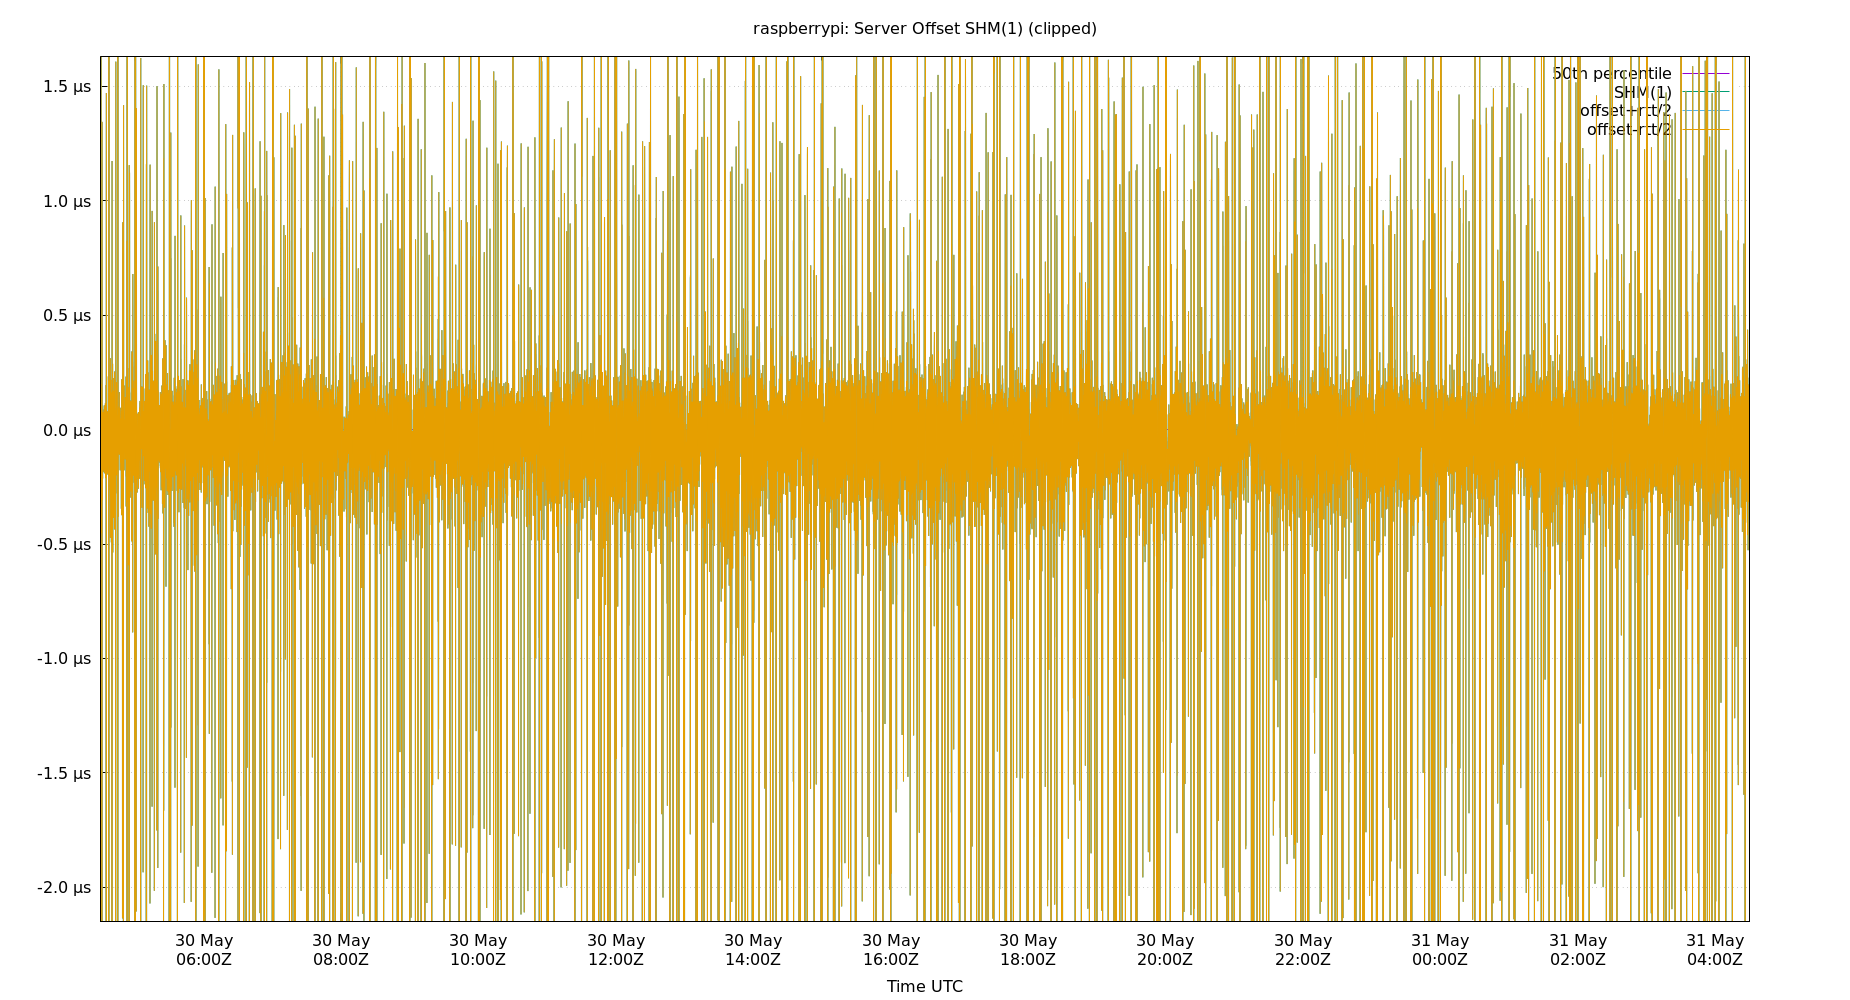 raspberrypi: Server Offset SHM(1) (clipped)
50th percentile
SHM(1)
offset+rtt/2
offset-rtt/2
1.5 µs
1.0 µs
0.5 µs
0.0 µs
-0.5 µs
-1.0 µs
-1.5 µs
-2.0 µs
30 May 30 May 30 May 30 May 30 May 30 May 30 May 30 May 30 May 31 May 31 May 31 May
06:00Z 08:00Z 10:00Z 12:00Z 14:00Z 16:00Z 18:00Z 20:00Z 22:00Z 00:00Z 02:00Z 04:00Z
Time UTC